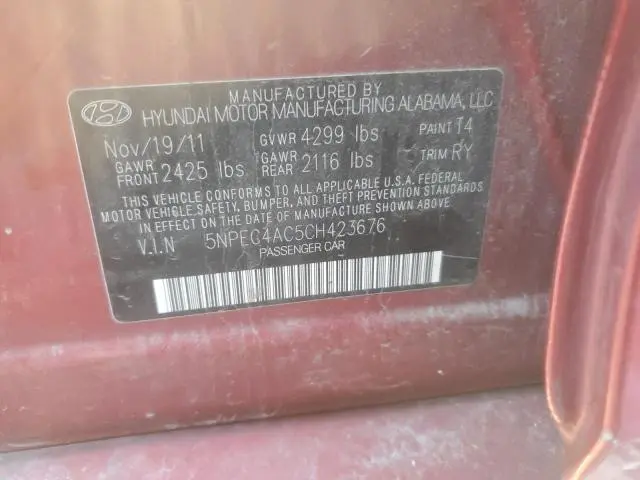 MANUFACTURED BY
HYUNDAI MOTOR MANUFACTURING ALABAMA, LLC
Nov/19/11 GVWR 4299 lbs PAINT T4
GAWR FRONT 2425 lbs GAWR REAR 2116 lbs TRIM RY
THIS VEHICLE CONFORMS TO ALL APPLICABLE U.S.A. FEDERAL
MOTOR VEHICLE SAFETY, BUMPER, AND THEFT PREVENTION STANDARDS
IN EFFECT ON THE DATE OF MANUFACTURE SHOWN ABOVE.
V.I.N 5NPEC4AC5CH423676
PASSENGER CAR